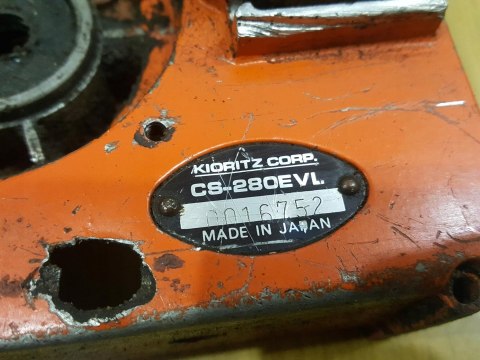 KIORITZ CORP.
CS-280EVL
0016752
MADE IN JAPAN